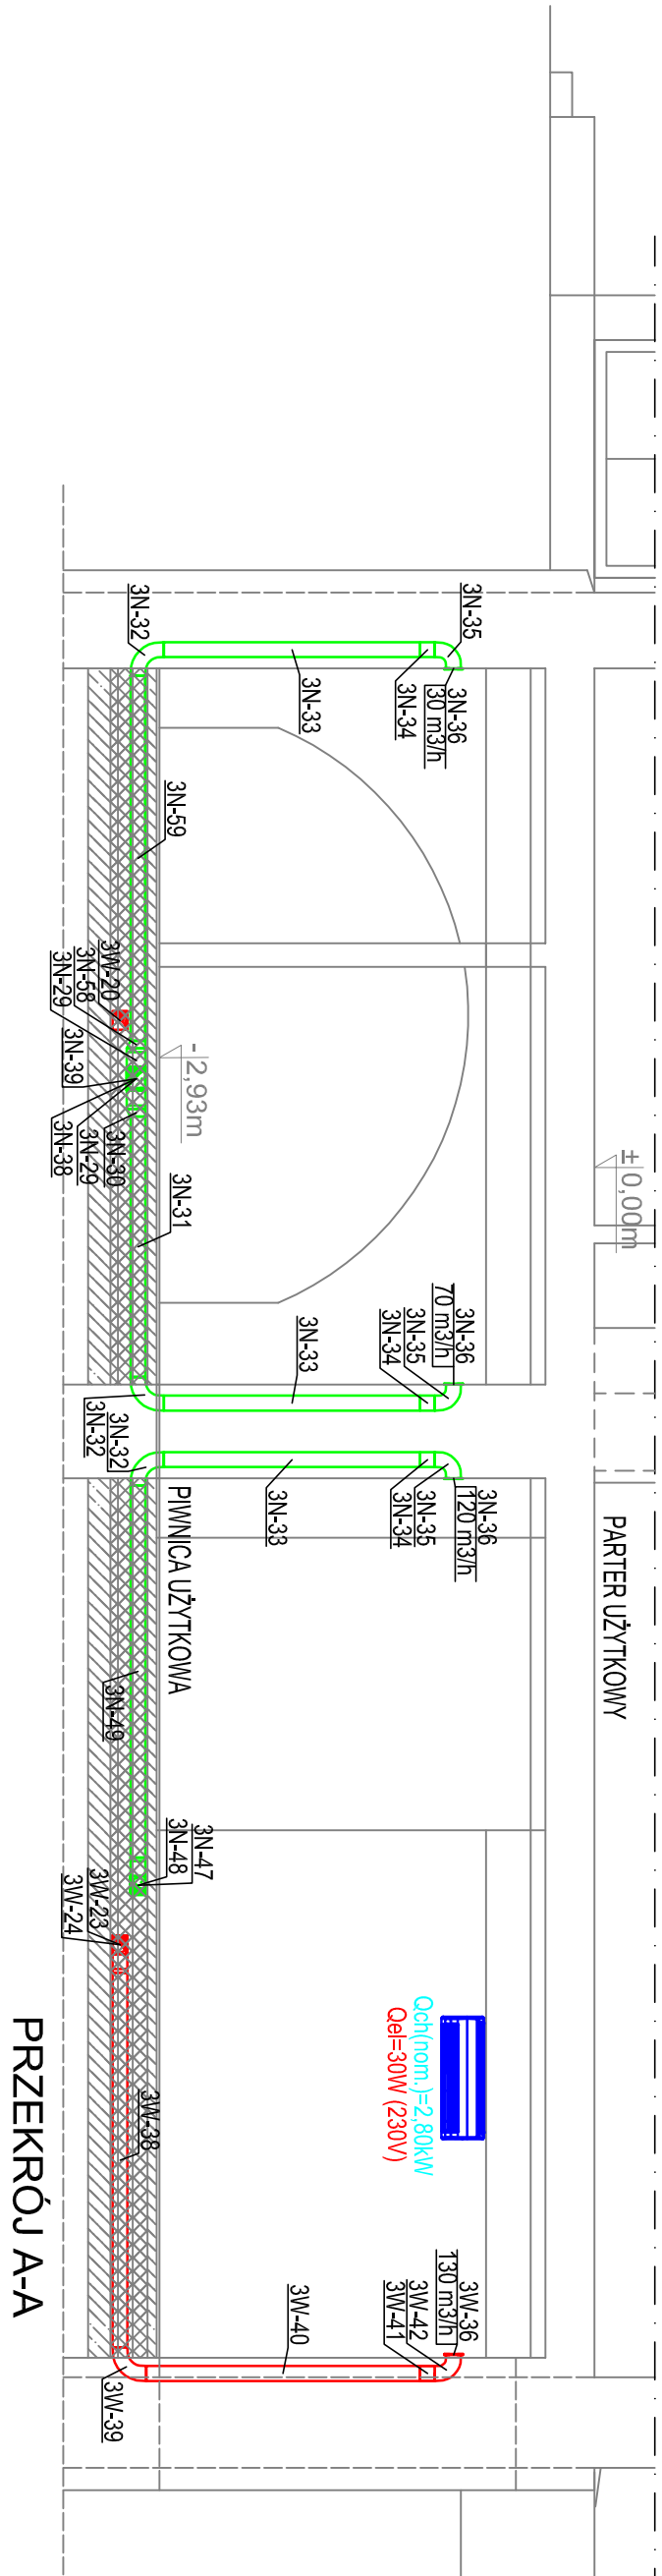 3N-35
3N-36
30 m3/h
3N-34
3N-32
3N-33
3N-59
3W-20
3N-58
3N-29
3N-39
3N-38
3N-29
3N-30
3N-31
-2,93m
±0,00m
3N-36
70 m3/h
3N-35
3N-34
3N-33
3N-32
3N-32
3N-36
120 m3/h
3N-35
3N-34
3N-33
PARTER UŻYTKOWY
PIWNICA UŻYTKOWA
3N-49
3N-47
3N-48
3W-23
3W-24
Qch(nom.)=2,80kW
Qel=30W (230V)
3W-38
3W-36
130 m3/h
3W-42
3W-41
3W-40
3W-39
PRZEKRÓJ A-A